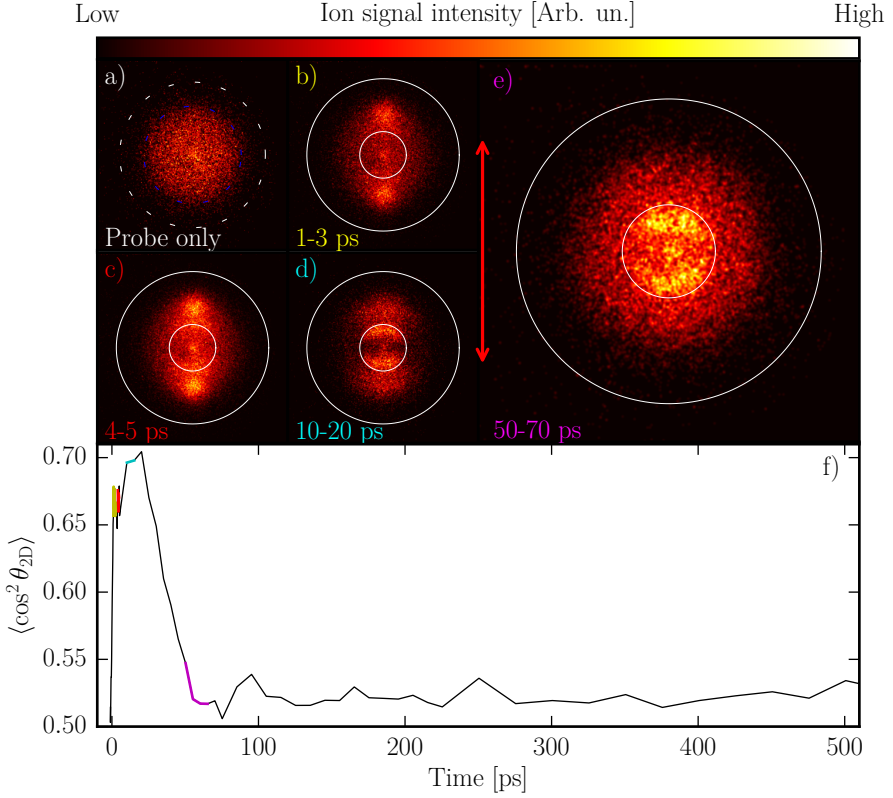 Low Ion signal intensity [Arb. un.] High
a) b) e)
Probe only 1-3 ps
c) d)
4-5 ps 10-20 ps 50-70 ps
f)
⟨cos² θ2D⟩
0.70
0.65
0.60
0.55
0.50
0 100 200 300 400 500
Time [ps]